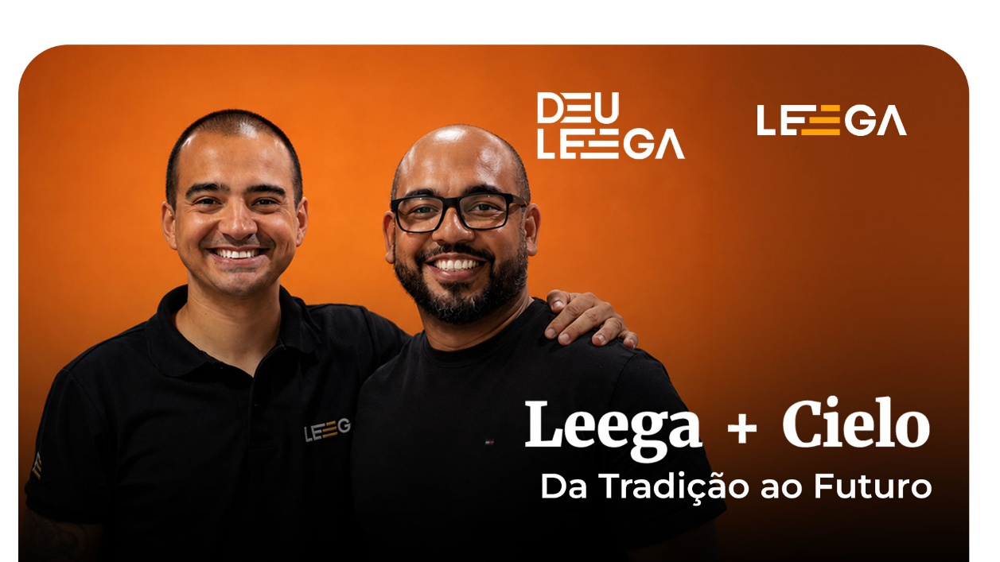 DEU
LEEGA
LEEGA
LEEG
Leega + Cielo
Da Tradição ao Futuro